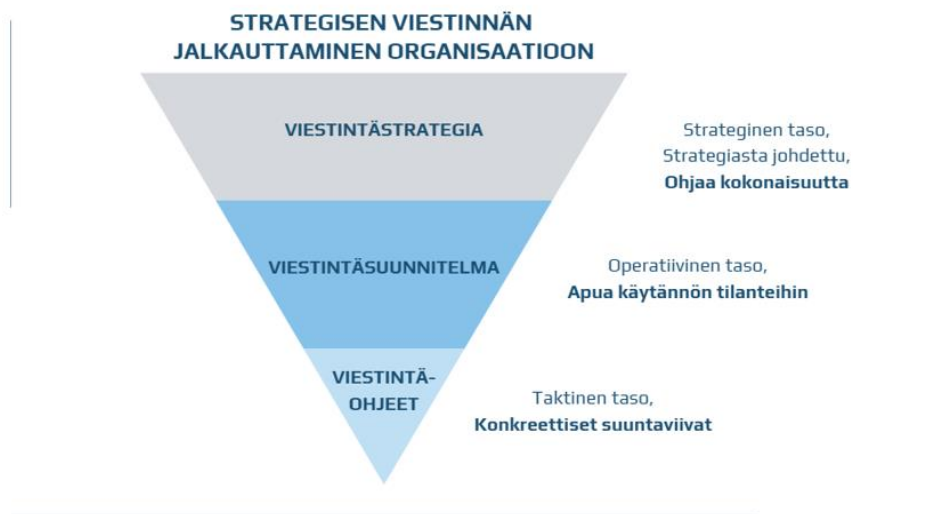 STRATEGISEN VIESTINNÄN
JALKAUTTAMINEN ORGANISAATIOON
VIESTINTÄSTRATEGIA
Strateginen taso,
Strategiasta johdettu,
Ohjaa kokonaisuutta
VIESTINTÄSUUNNITELMA
Operatiivinen taso,
Apua käytännön tilanteihin
VIESTINTÄ-
OHJEET
Taktinen taso,
Konkreettiset suuntaviivat